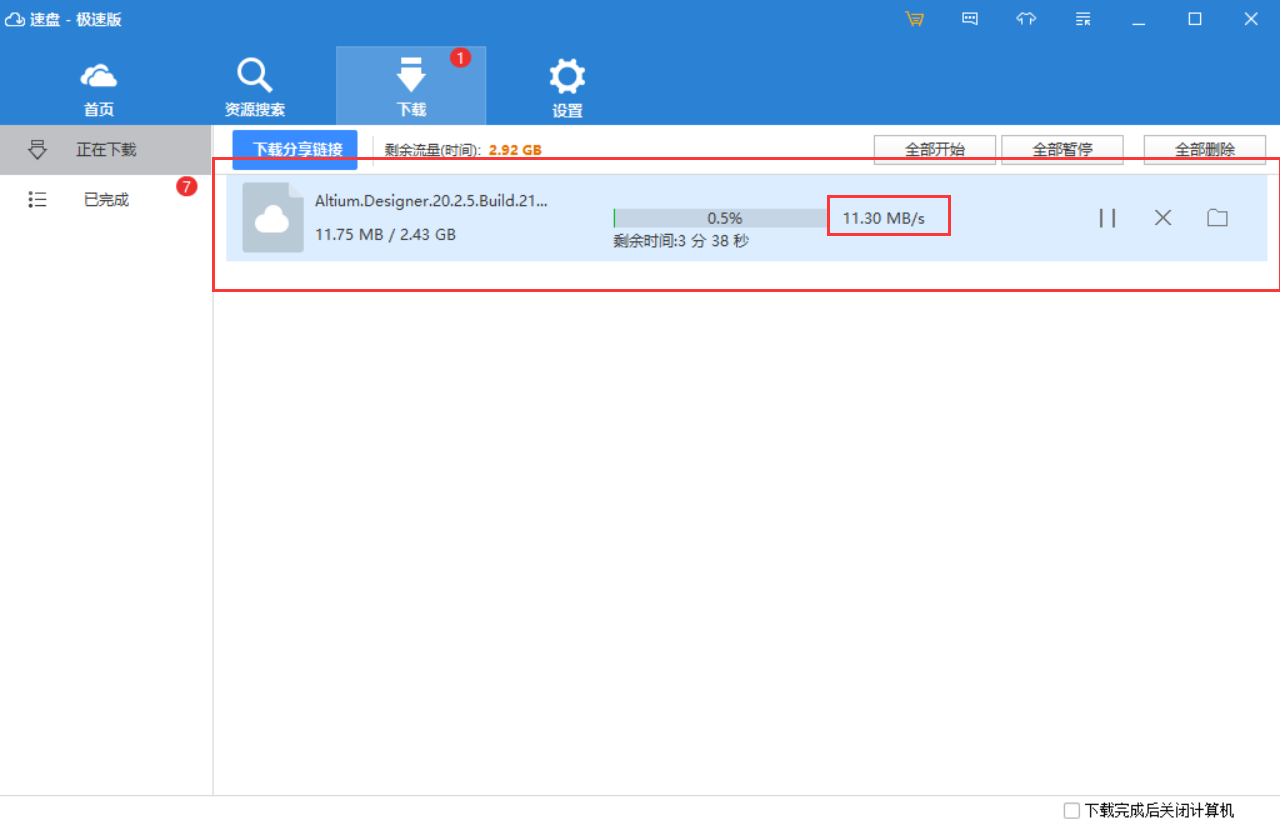 速盘 - 极速版
首页
资源搜索
下载
1
设置
正在下载
已完成
7
下载分享链接
剩余流量(时间): 2.92 GB
全部开始
全部暂停
全部删除
Altium.Designer.20.2.5.Build.21...
11.75 MB / 2.43 GB
0.5%
剩余时间:3 分 38 秒
11.30 MB/s
下载完成后关闭计算机